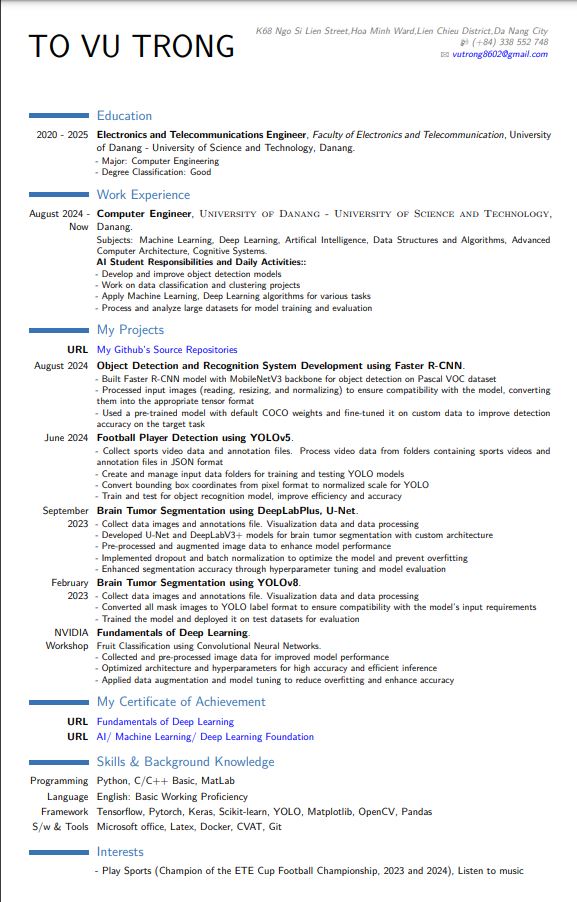 TO VU TRONG
K68 Ngo Si Lien Street,Hoa Minh Ward,Lien Chieu District,Da Nang City
(+84) 338 552 748
vutrong8602@gmail.com
Education
2020 - 2025 Electronics and Telecommunications Engineer, Faculty of Electronics and Telecommunication, University
of Danang - University of Science and Technology, Danang.
- Major: Computer Engineering
- Degree Classification: Good
Work Experience
August 2024 - Computer Engineer, UNIVERSITY OF DANANG - UNIVERSITY OF SCIENCE AND TECHNOLOGY,
Now Danang.
Subjects: Machine Learning, Deep Learning, Artifical Intelligence, Data Structures and Algorithms, Advanced
Computer Architecture, Cognitive Systems.
AI Student Responsibilities and Daily Activities::
- Develop and improve object detection models
- Work on data classification and clustering projects
- Apply Machine Learning, Deep Learning algorithms for various tasks
- Process and analyze large datasets for model training and evaluation
My Projects
URL My Github's Source Repositories
August 2024 Object Detection and Recognition System Development using Faster R-CNN.
- Built Faster R-CNN model with MobileNetV3 backbone for object detection on Pascal VOC dataset
- Processed input images (reading, resizing, and normalizing) to ensure compatibility with the model, converting
them into the appropriate tensor format
- Used a pre-trained model with default COCO weights and fine-tuned it on custom data to improve detection
accuracy on the target task
June 2024 Football Player Detection using YOLOv5.
- Collect sports video data and annotation files. Process video data from folders containing sports videos and
annotation files in JSON format
- Create and manage input data folders for training and testing YOLO models
- Convert bounding box coordinates from pixel format to normalized scale for YOLO
- Train and test for object recognition model, improve efficiency and accuracy
September Brain Tumor Segmentation using DeepLabPlus, U-Net.
2023 - Collect data images and annotations file. Visualization data and data processing
- Developed U-Net and DeepLabV3+ models for brain tumor segmentation with custom architecture
- Pre-processed and augmented image data to enhance model performance
- Implemented dropout and batch normalization to optimize the model and prevent overfitting
- Enhanced segmentation accuracy through hyperparameter tuning and model evaluation
February Brain Tumor Segmentation using YOLOv8.
2023 - Collect data images and annotations file. Visualization data and data processing
- Converted all mask images to YOLO label format to ensure compatibility with the model's input requirements
- Trained the model and deployed it on test datasets for evaluation
NVIDIA Fundamentals of Deep Learning.
Workshop Fruit Classification using Convolutional Neural Networks.
- Collected and pre-processed image data for improved model performance
- Optimized architecture and hyperparameters for high accuracy and efficient inference
- Applied data augmentation and model tuning to reduce overfitting and enhance accuracy
My Certificate of Achievement
URL Fundamentals of Deep Learning
URL AI/ Machine Learning/ Deep Learning Foundation
Skills & Background Knowledge
Programming Python, C/C++ Basic, MatLab
Language English: Basic Working Proficiency
Framework Tensorflow, Pytorch, Keras, Scikit-learn, YOLO, Matplotlib, OpenCV, Pandas
S/w & Tools Microsoft office, Latex, Docker, CVAT, Git
Interests
- Play Sports (Champion of the ETE Cup Football Championship, 2023 and 2024), Listen to music